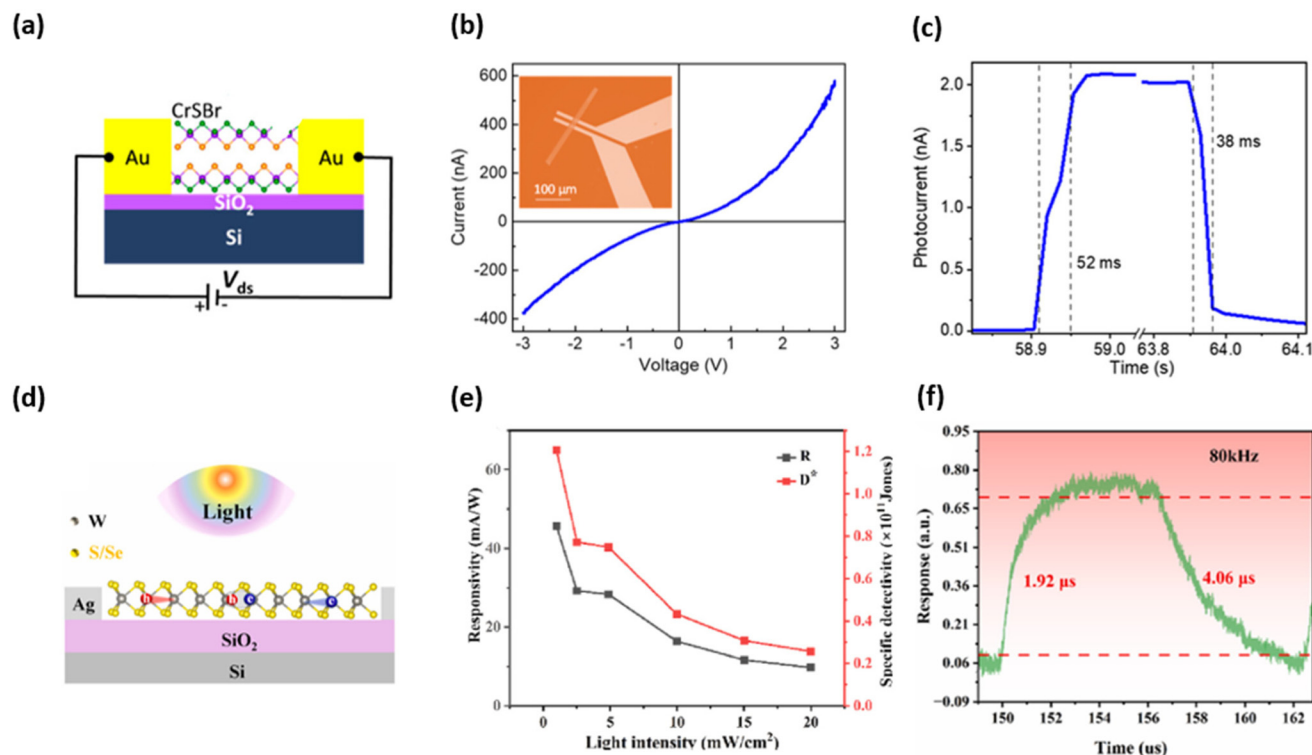 (a)
CrSBr
Au
Au
SiO₂
Si
V_ds
+
-
(b)
Current (nA)
600
400
200
0
-200
-400
100 µm
-3
-2
-1
0
1
2
3
Voltage (V)
(c)
Photocurrent (nA)
2.0
1.5
1.0
0.5
0.0
38 ms
52 ms
58.9
59.0
63.8
64.0
64.1
Time (s)
(d)
Light
W
S/Se
h
h
e
e
Ag
SiO₂
Si
(e)
Responsivity (mA/W)
60
40
20
0
R
D*
1.2
1.0
0.8
0.6
0.4
0.2
0.0
Specific detectivity (×10¹¹ Jones)
0
5
10
15
20
Light intensity (mW/cm²)
(f)
Response (a.u.)
0.95
0.80
0.66
0.51
0.36
0.21
0.06
−0.09
80kHz
1.92 µs
4.06 µs
150
152
154
156
158
160
162
Time (us)